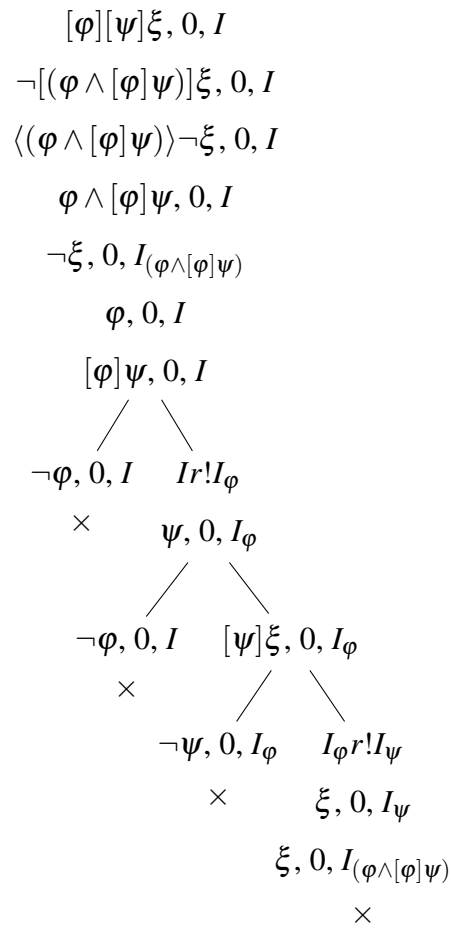 [φ][ψ]ξ, 0, I
¬[(φ ∧ [φ]ψ)]ξ, 0, I
⟨(φ ∧ [φ]ψ)⟩¬ξ, 0, I
φ ∧ [φ]ψ, 0, I
¬ξ, 0, I_{(φ∧[φ]ψ)}
φ, 0, I
[φ]ψ, 0, I
¬φ, 0, I Ir!I_φ
× ψ, 0, I_φ
¬φ, 0, I [ψ]ξ, 0, I_φ
×
¬ψ, 0, I_φ I_φr!I_ψ
× ξ, 0, I_ψ
ξ, 0, I_{(φ∧[φ]ψ)}
×